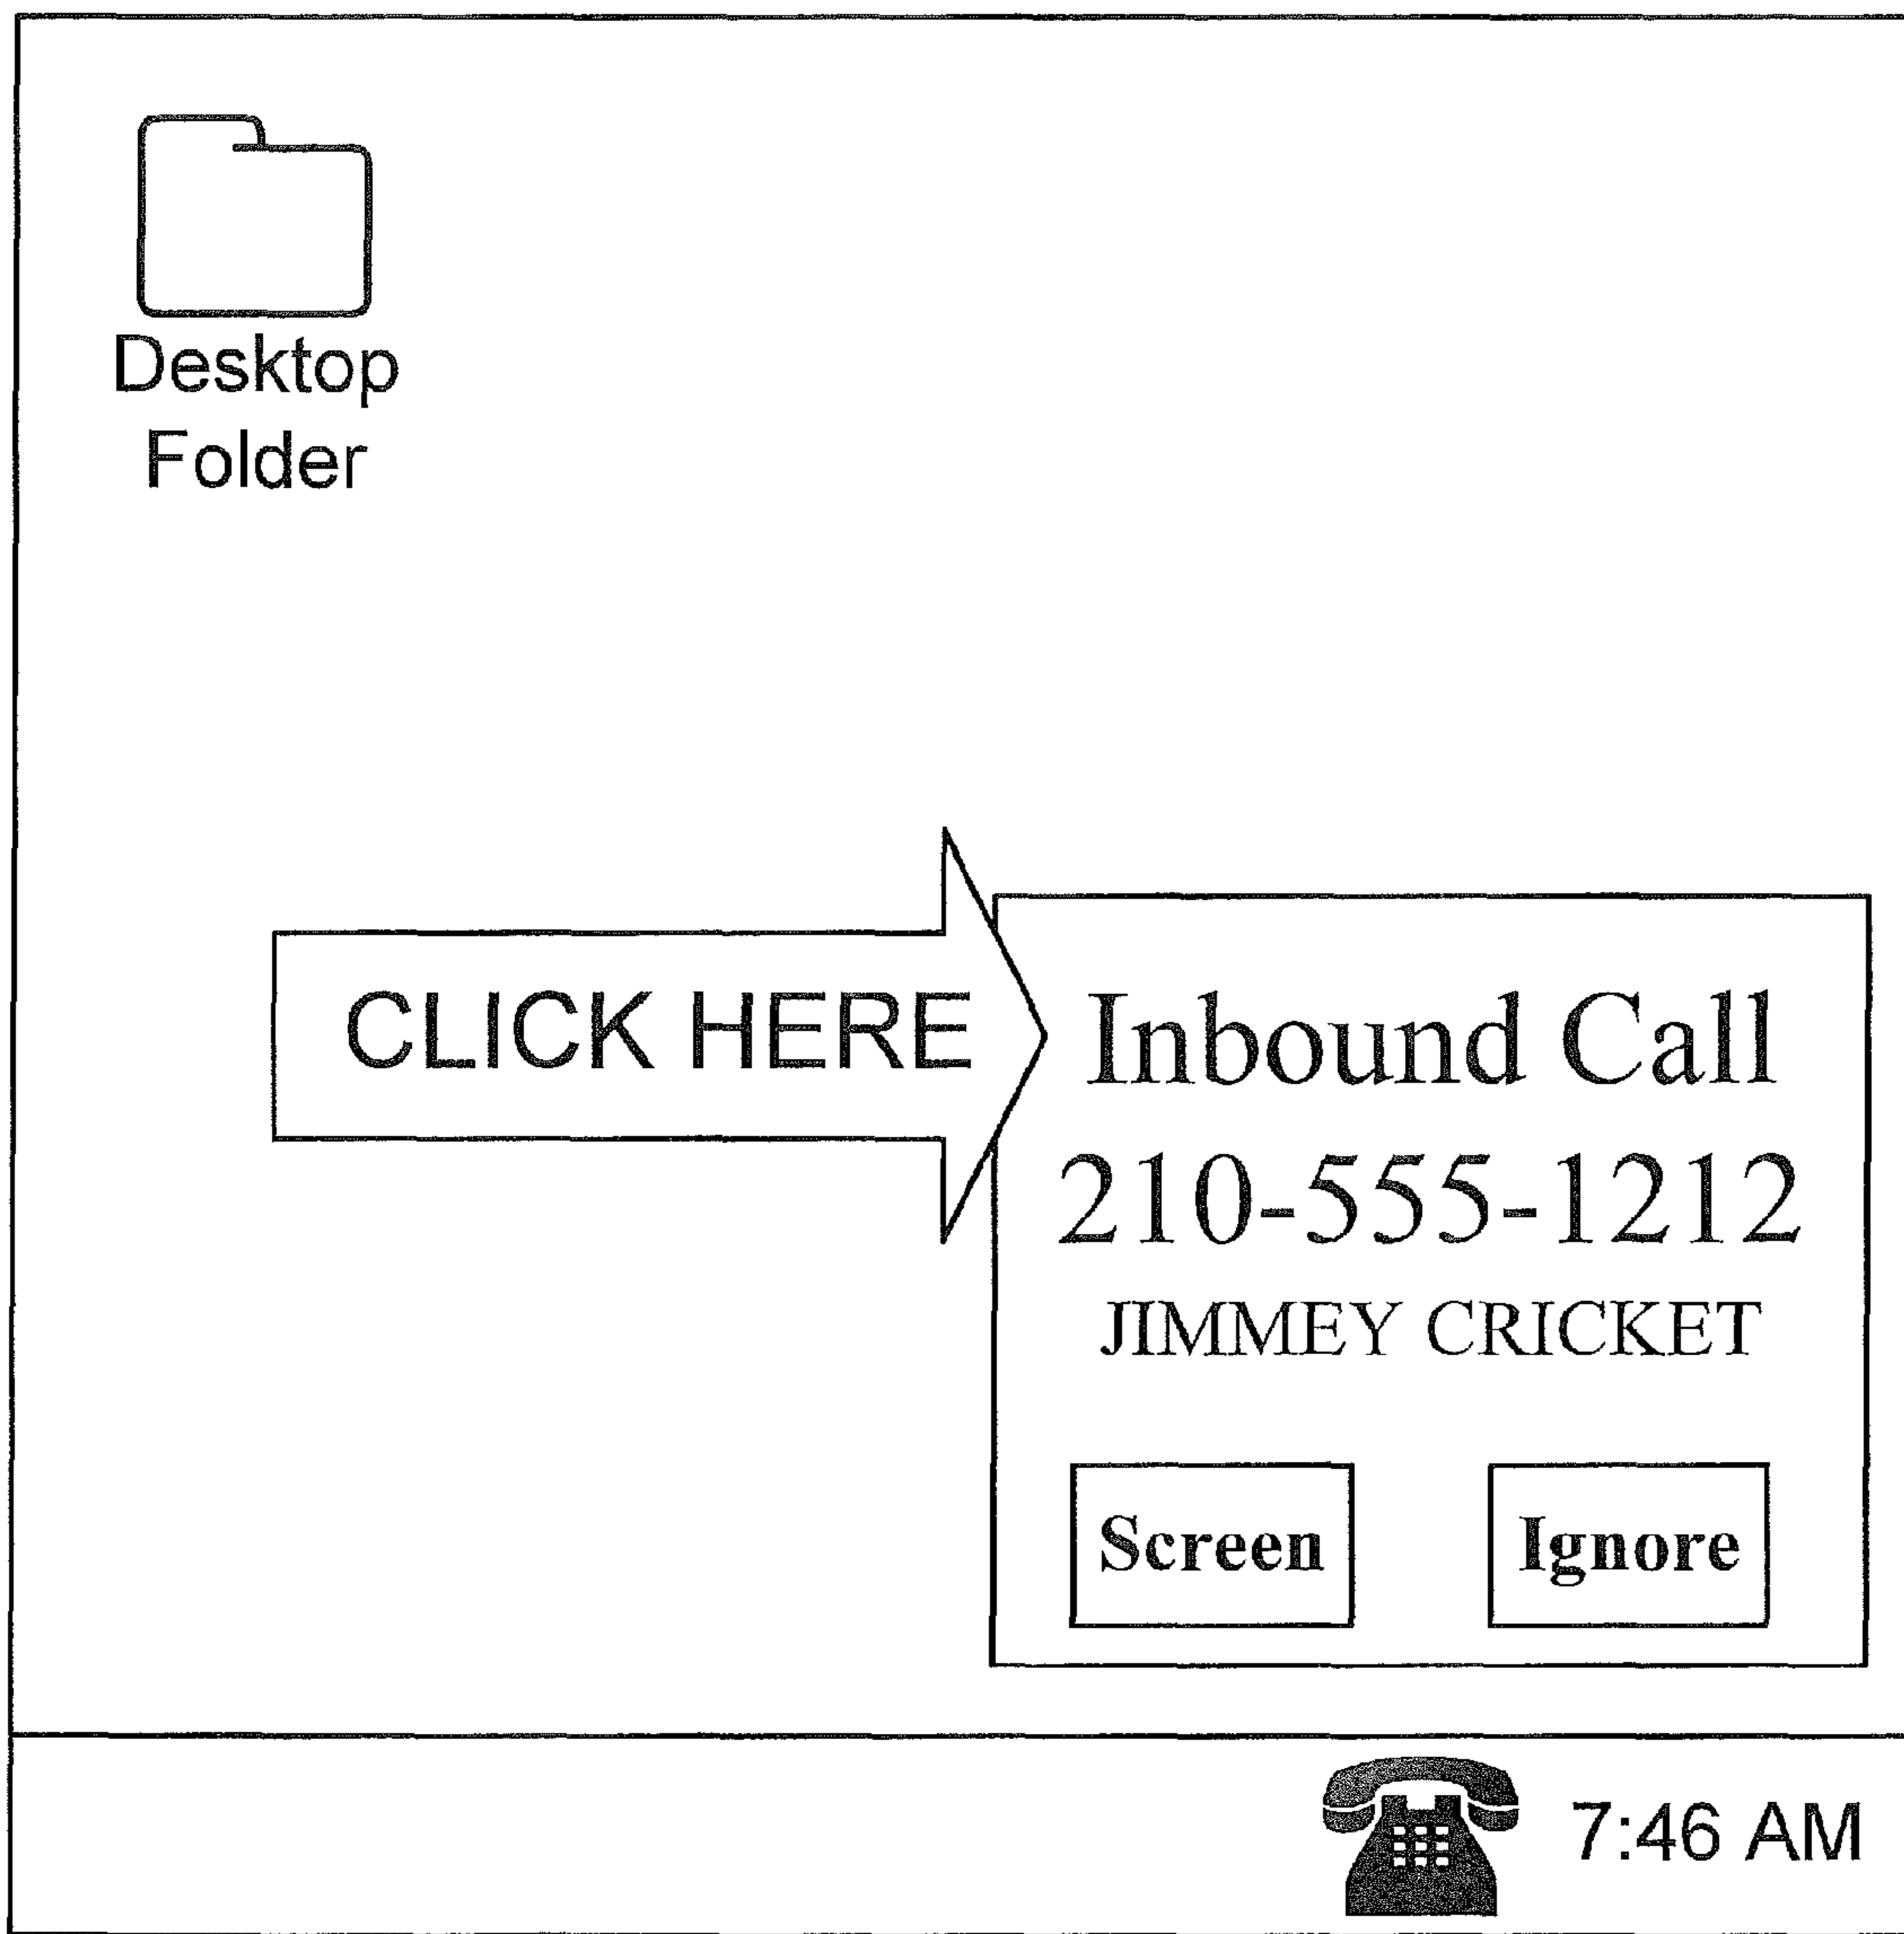 Desktop
Folder
CLICK HERE
Inbound Call
210-555-1212
JIMMEY CRICKET
Screen
Ignore
7:46 AM